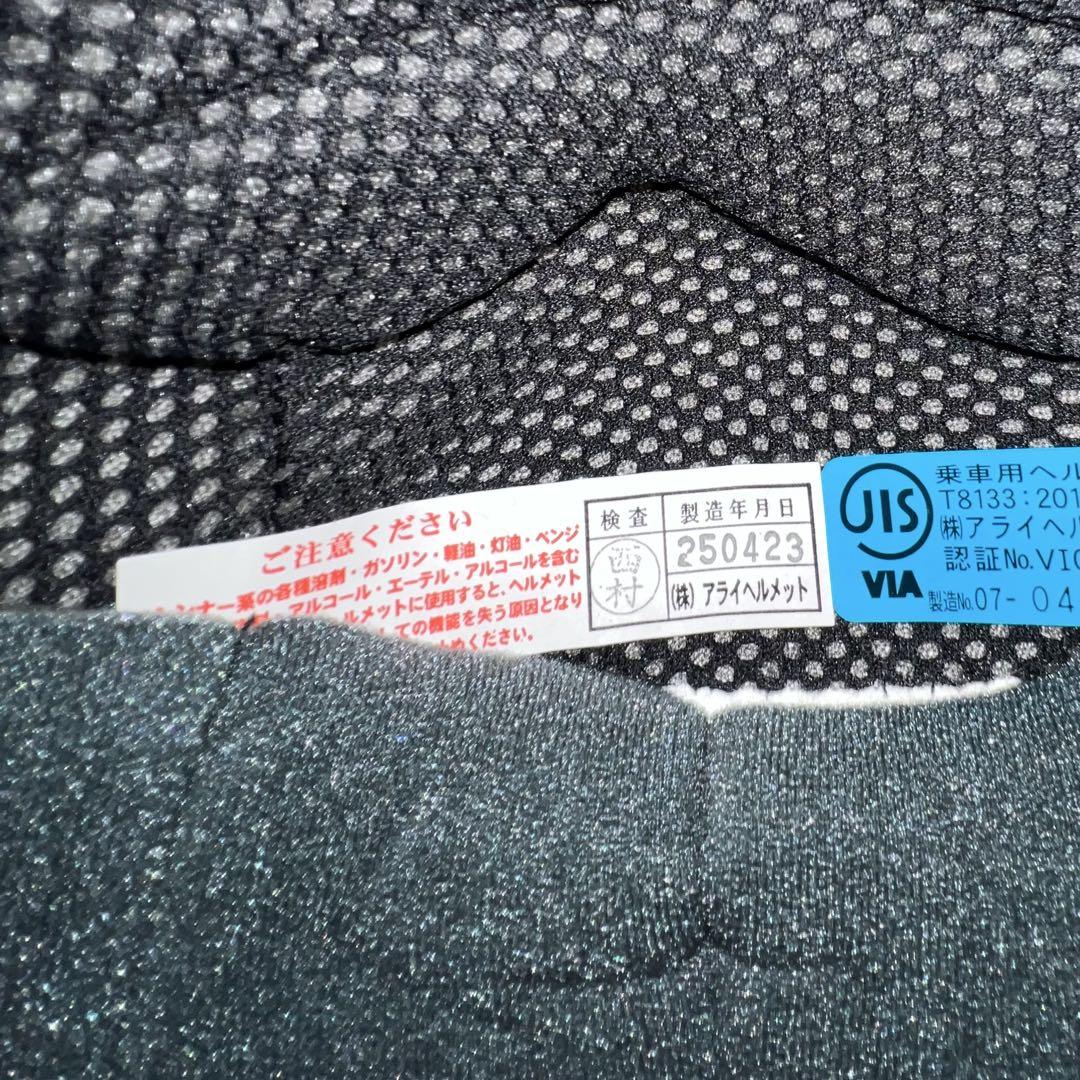 ご注意ください
シンナー系の各種溶剤・ガソリン・軽油・灯油・ベンジ
アルコール・エーテル・アルコールを含む
ルメットに使用すると、ヘルメット
ての機能を失う原因となり
めください。
検査
製造年月日
村
250423
(株) アライヘルメット
JIS
VIA
乗車用ヘル
T8133:201
(株)アライヘル
認証No.VIC
製造No.07- 04